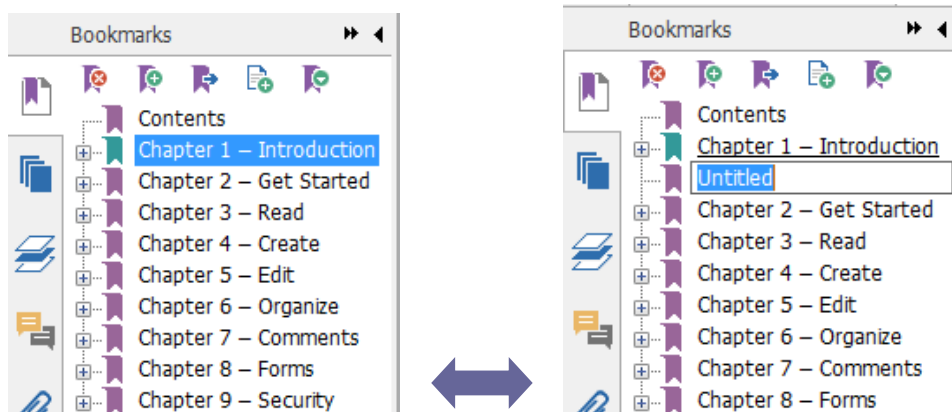 Bookmarks
Contents
Chapter 1 – Introduction
Chapter 2 – Get Started
Chapter 3 – Read
Chapter 4 – Create
Chapter 5 – Edit
Chapter 6 – Organize
Chapter 7 – Comments
Chapter 8 – Forms
Chapter 9 – Security
Bookmarks
Contents
Chapter 1 – Introduction
Untitled
Chapter 2 – Get Started
Chapter 3 – Read
Chapter 4 – Create
Chapter 5 – Edit
Chapter 6 – Organize
Chapter 7 – Comments
Chapter 8 – Forms